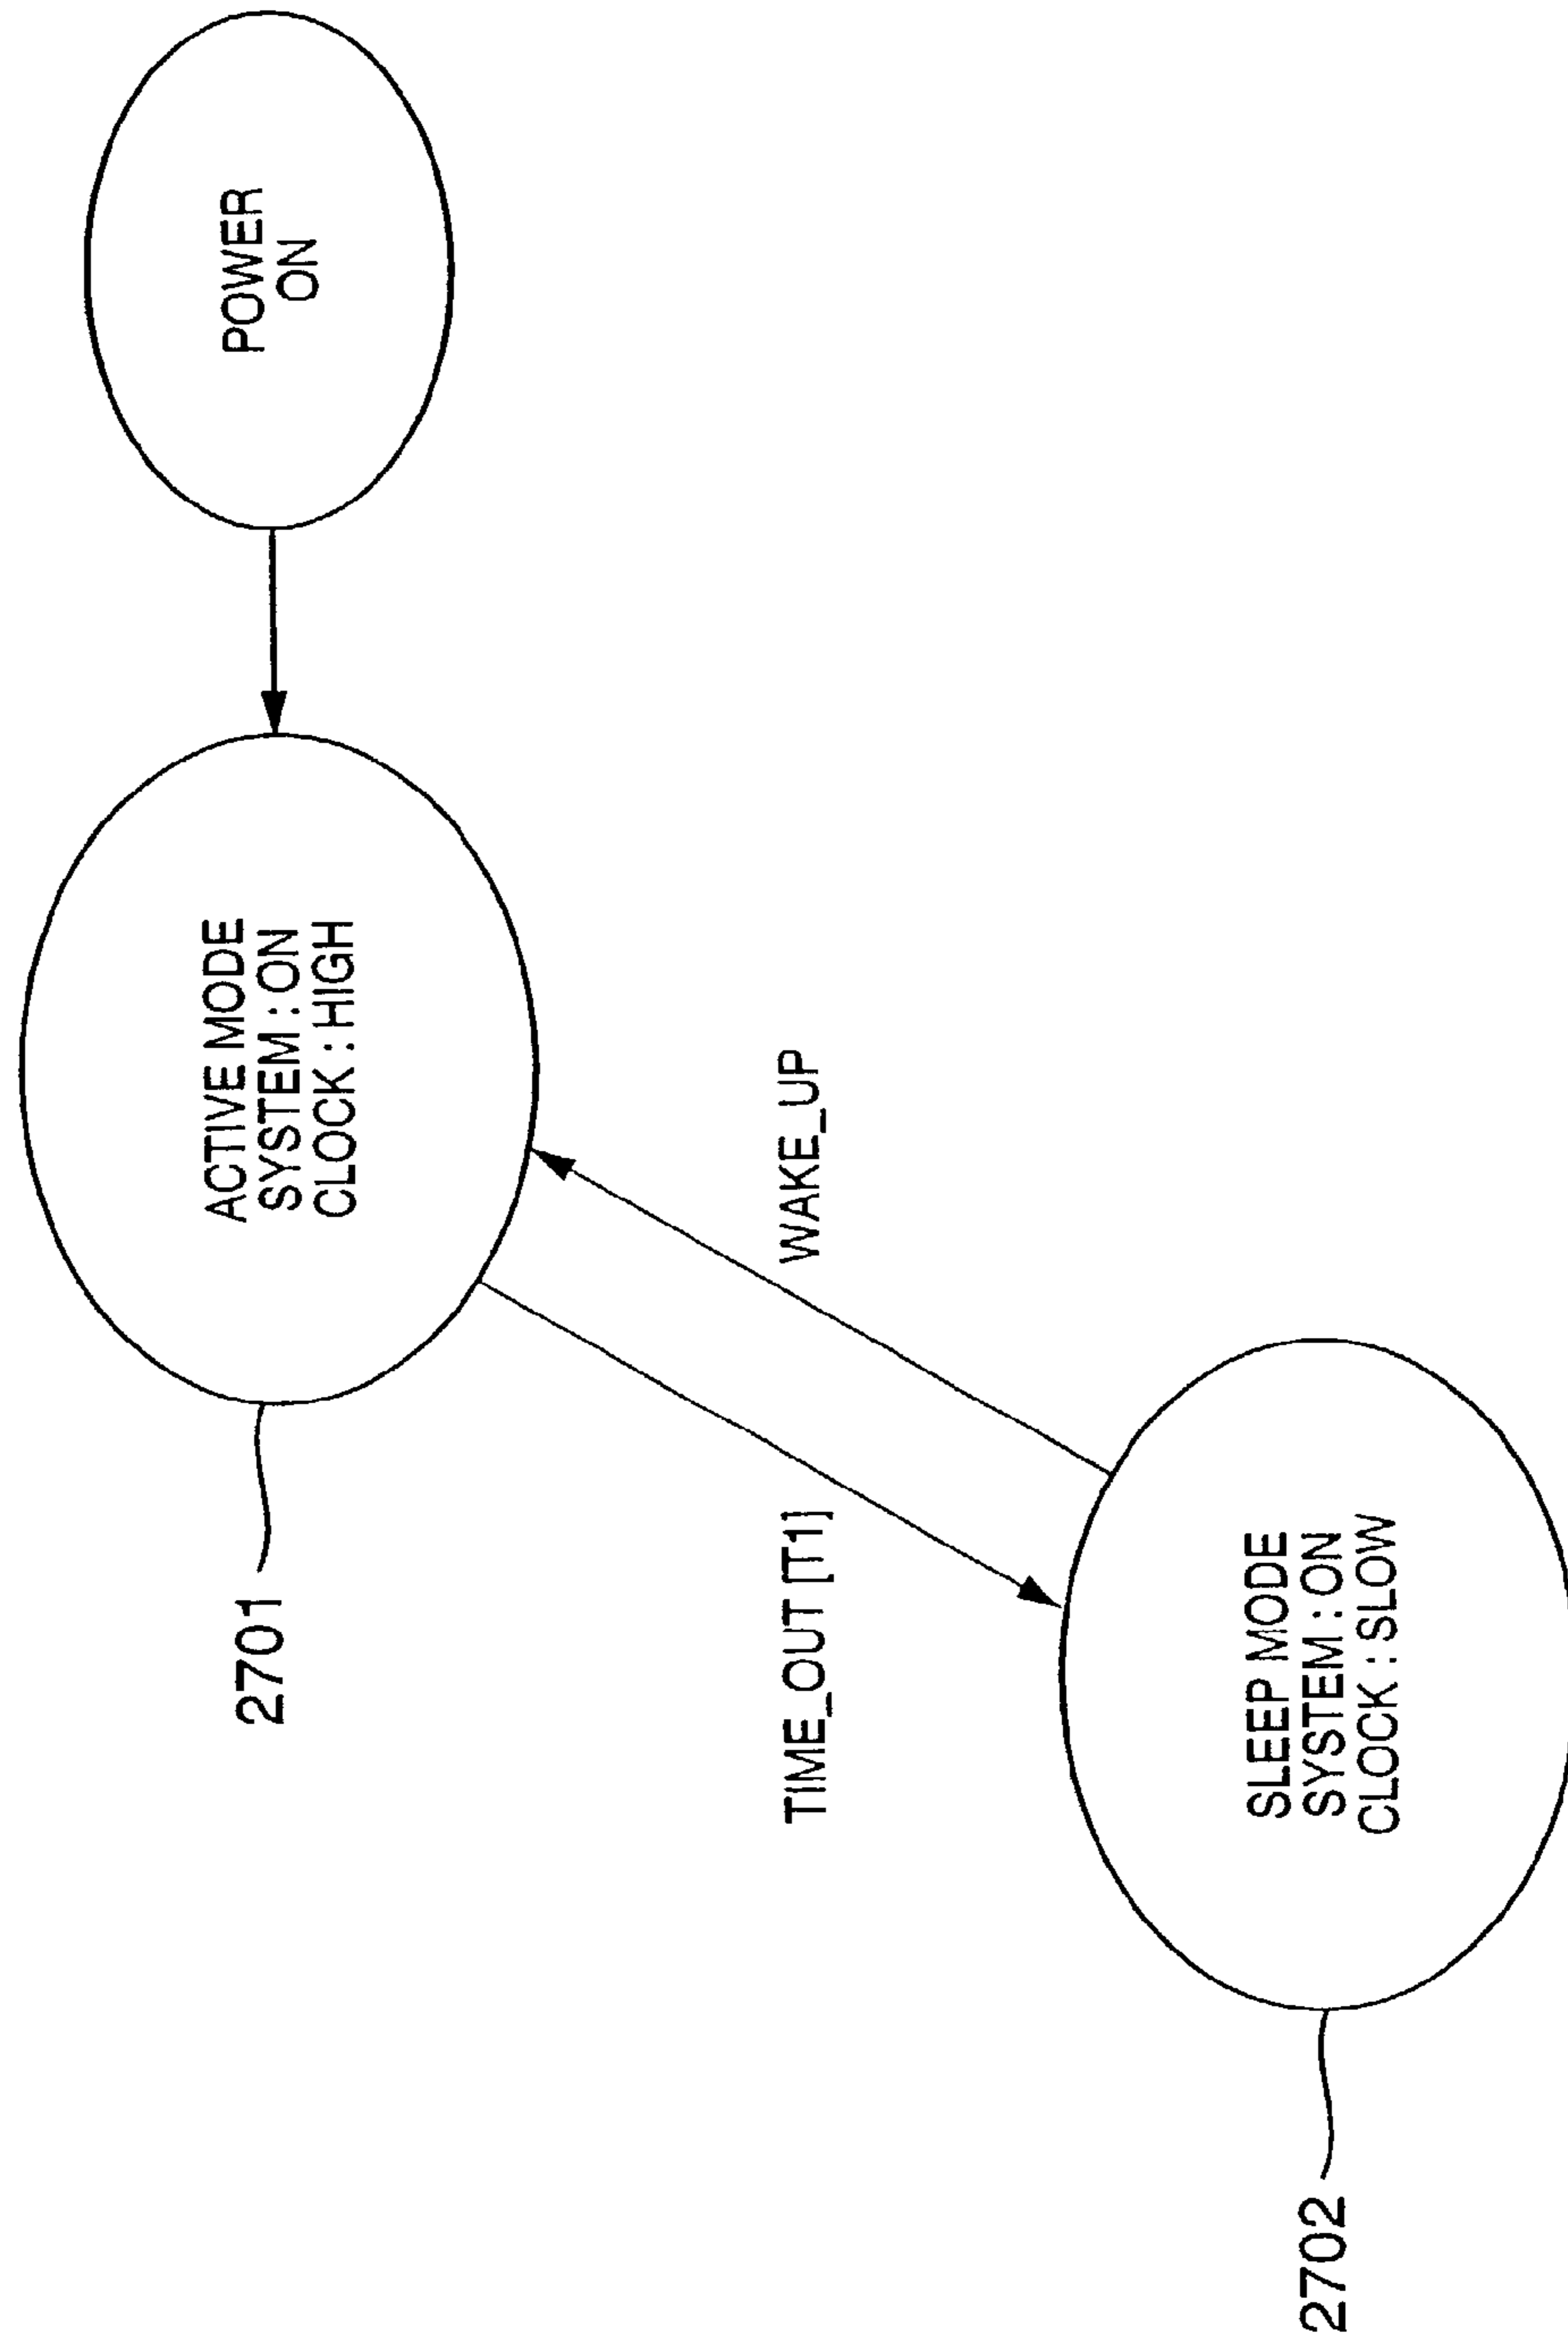 POWER
ON
ACTIVE MODE
SYSTEM : ON
CLOCK : HIGH
2701
WAKE_UP
TIME_OUT [T1]
SLEEP MODE
SYSTEM : ON
CLOCK : SLOW
2702